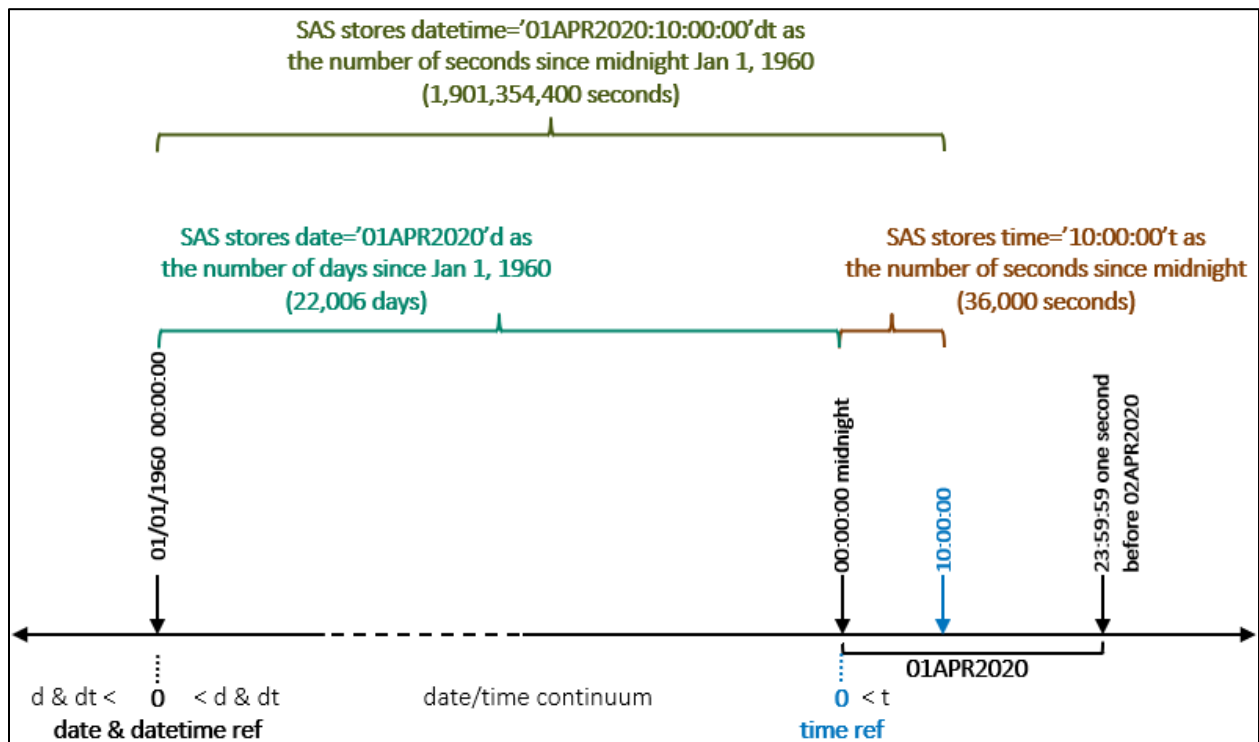 SAS stores datetime=’01APR2020:10:00:00’dt as
the number of seconds since midnight Jan 1, 1960
(1,901,354,400 seconds)
SAS stores date=’01APR2020’d as
the number of days since Jan 1, 1960
(22,006 days)
SAS stores time=’10:00:00’t as
the number of seconds since midnight
(36,000 seconds)
01/01/1960 00:00:00
00:00:00 midnight
10:00:00
23:59:59 one second
before 02APR2020
01APR2020
d & dt < 0 < d & dt
date/time continuum
0 < t
date & datetime ref
time ref